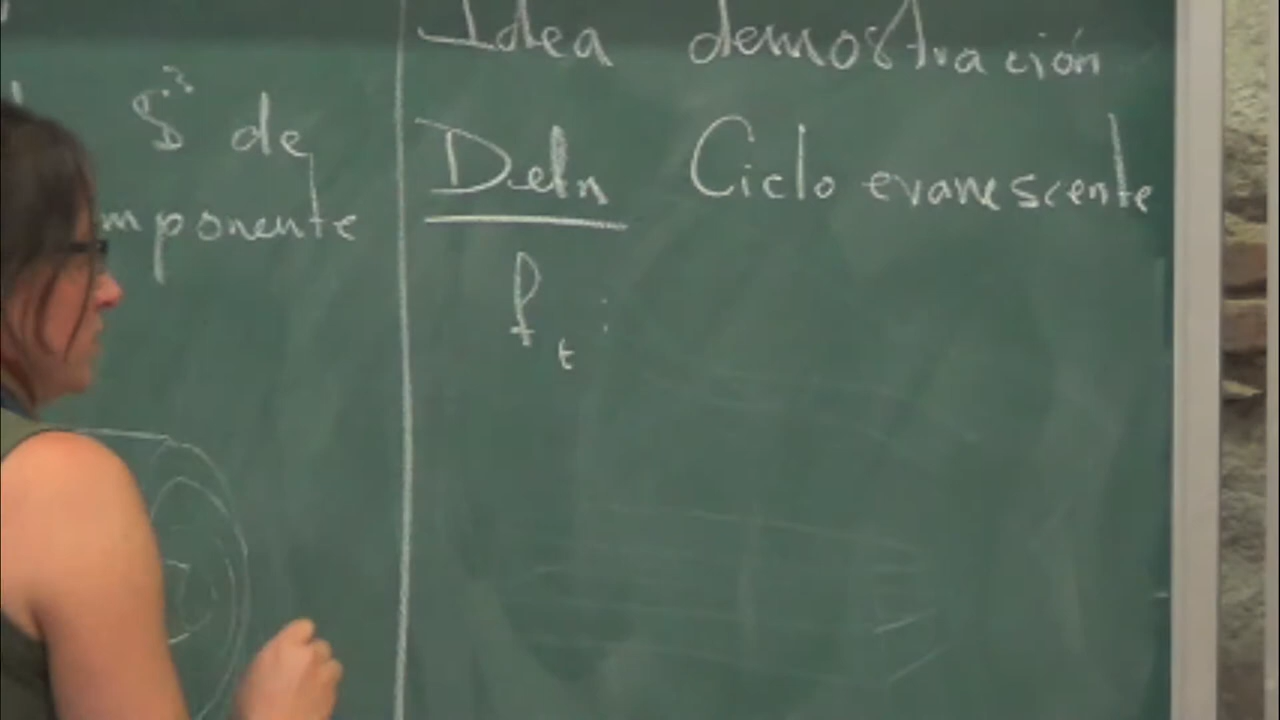 S³ de
mponente
Idea demostración
Defn Ciclo evanescente
f_t :